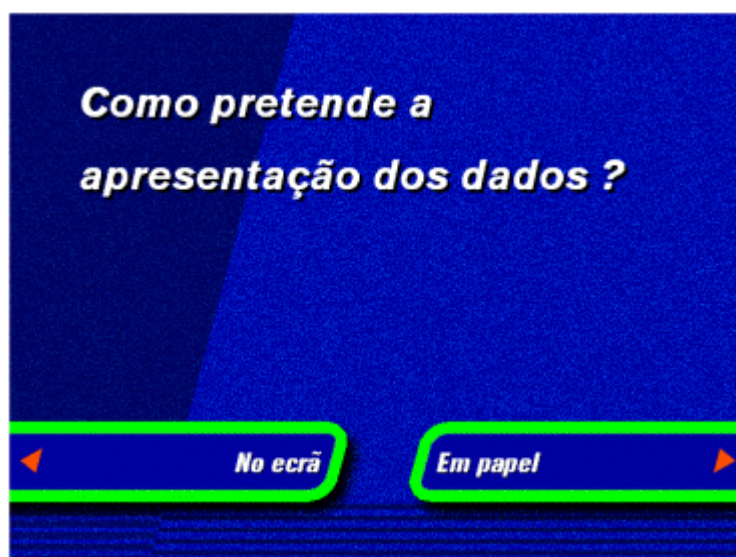 Como pretende a
apresentação dos dados ?
No ecrã
Em papel